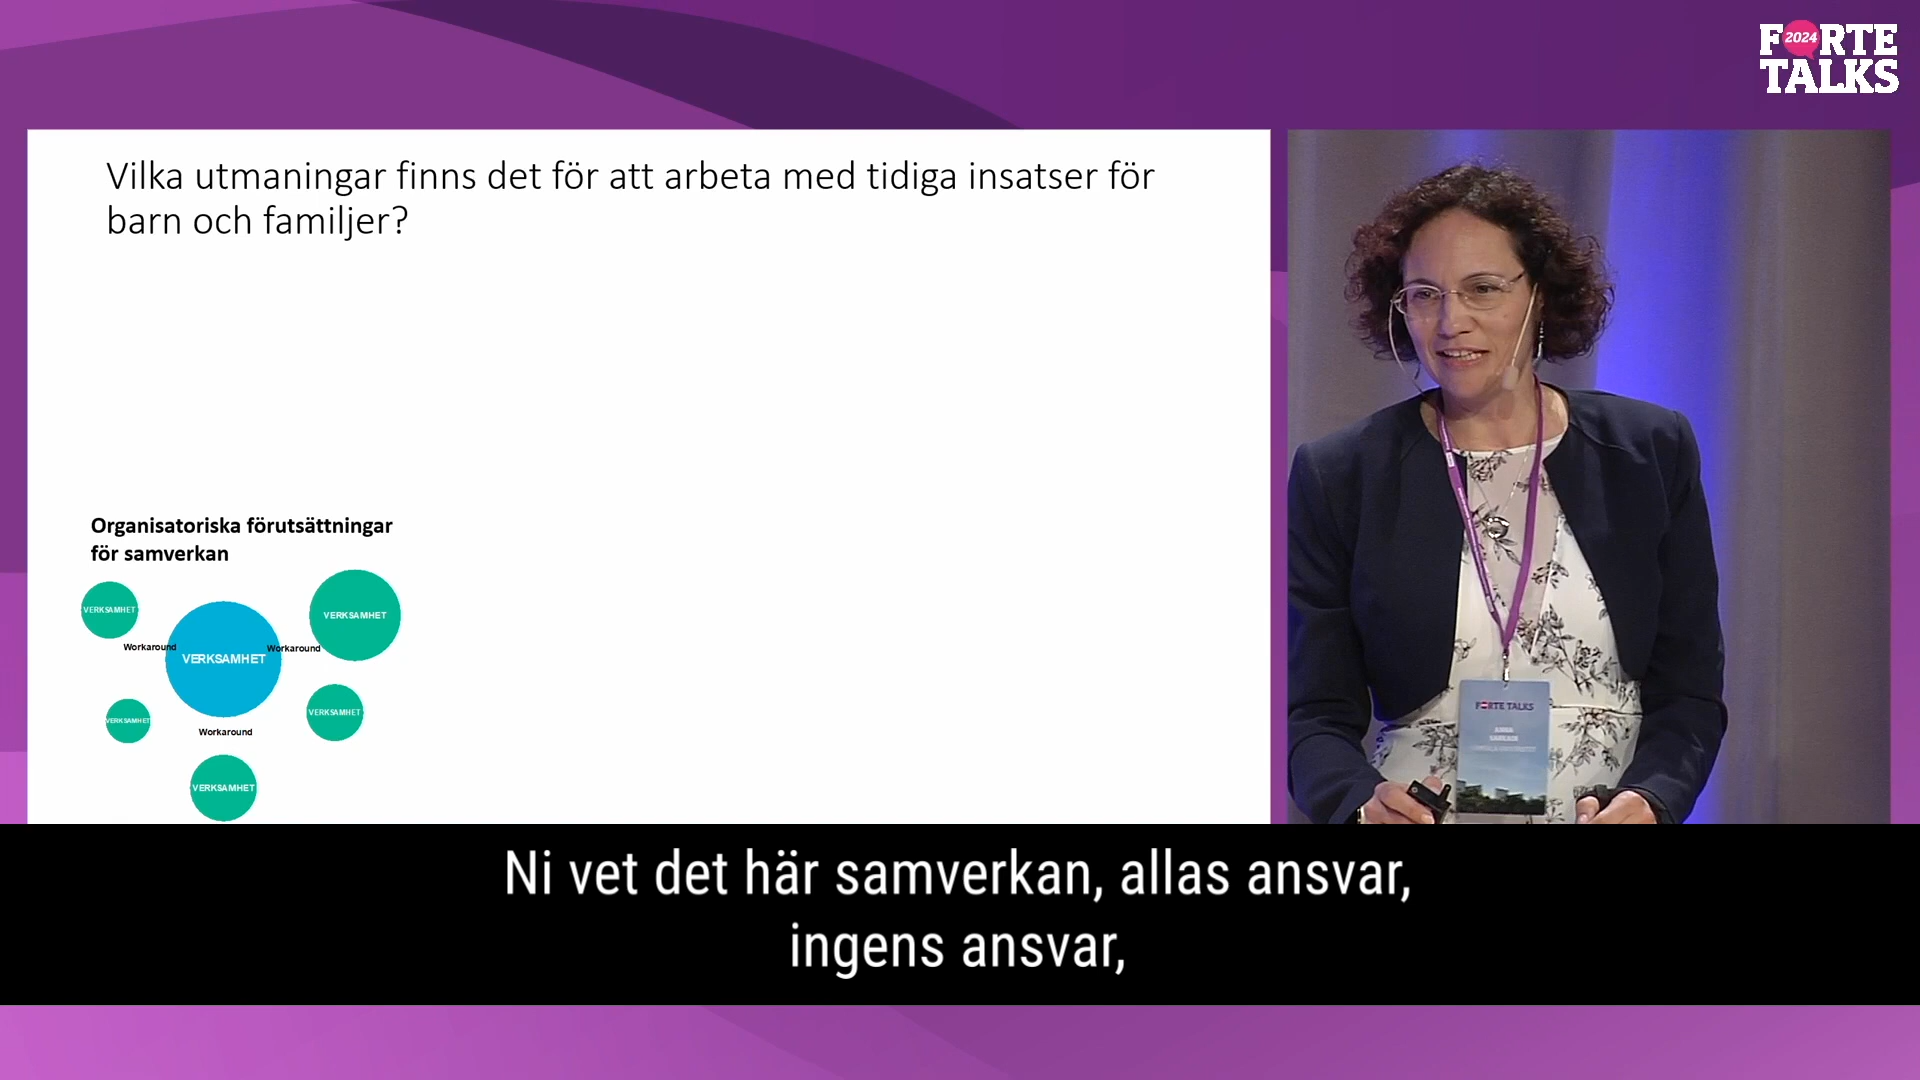 FORTE
2024
TALKS
Vilka utmaningar finns det för att arbeta med tidiga insatser för
barn och familjer?
Organisatoriska förutsättningar
för samverkan
VERKSAMHET
VERKSAMHET
Workaround
VERKSAMHET
Workaround
VERKSAMHET
VERKSAMHET
Workaround
VERKSAMHET
FORTE TALKS
ANNA
Ni vet det här samverkan, allas ansvar,
ingens ansvar,